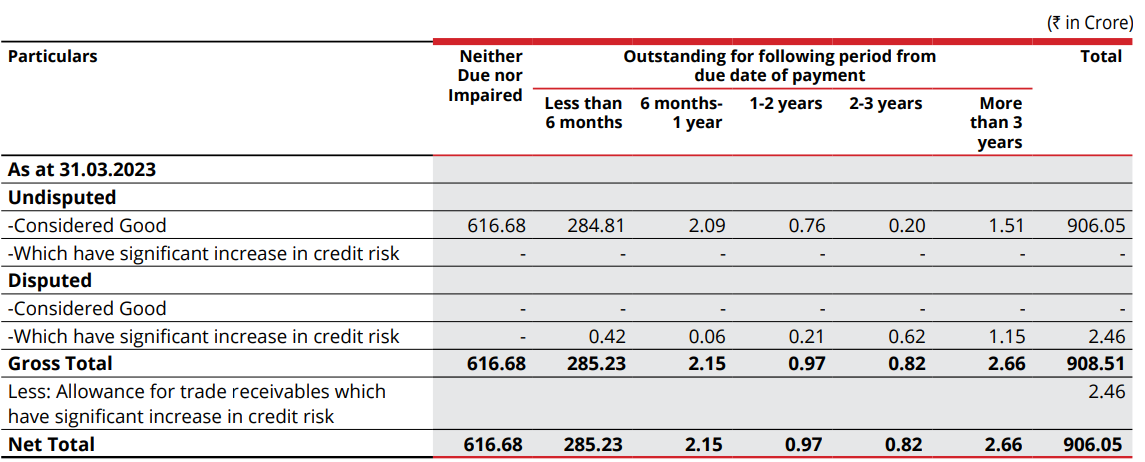 (₹ in Crore)
Particulars Neither Due nor Impaired Outstanding for following period from due date of payment Total
Less than 6 months 6 months- 1 year 1-2 years 2-3 years More than 3 years
As at 31.03.2023
Undisputed
-Considered Good 616.68 284.81 2.09 0.76 0.20 1.51 906.05
-Which have significant increase in credit risk - - - - - - -
Disputed
-Considered Good - - - - - - -
-Which have significant increase in credit risk - 0.42 0.06 0.21 0.62 1.15 2.46
Gross Total 616.68 285.23 2.15 0.97 0.82 2.66 908.51
Less: Allowance for trade receivables which 2.46
have significant increase in credit risk
Net Total 616.68 285.23 2.15 0.97 0.82 2.66 906.05